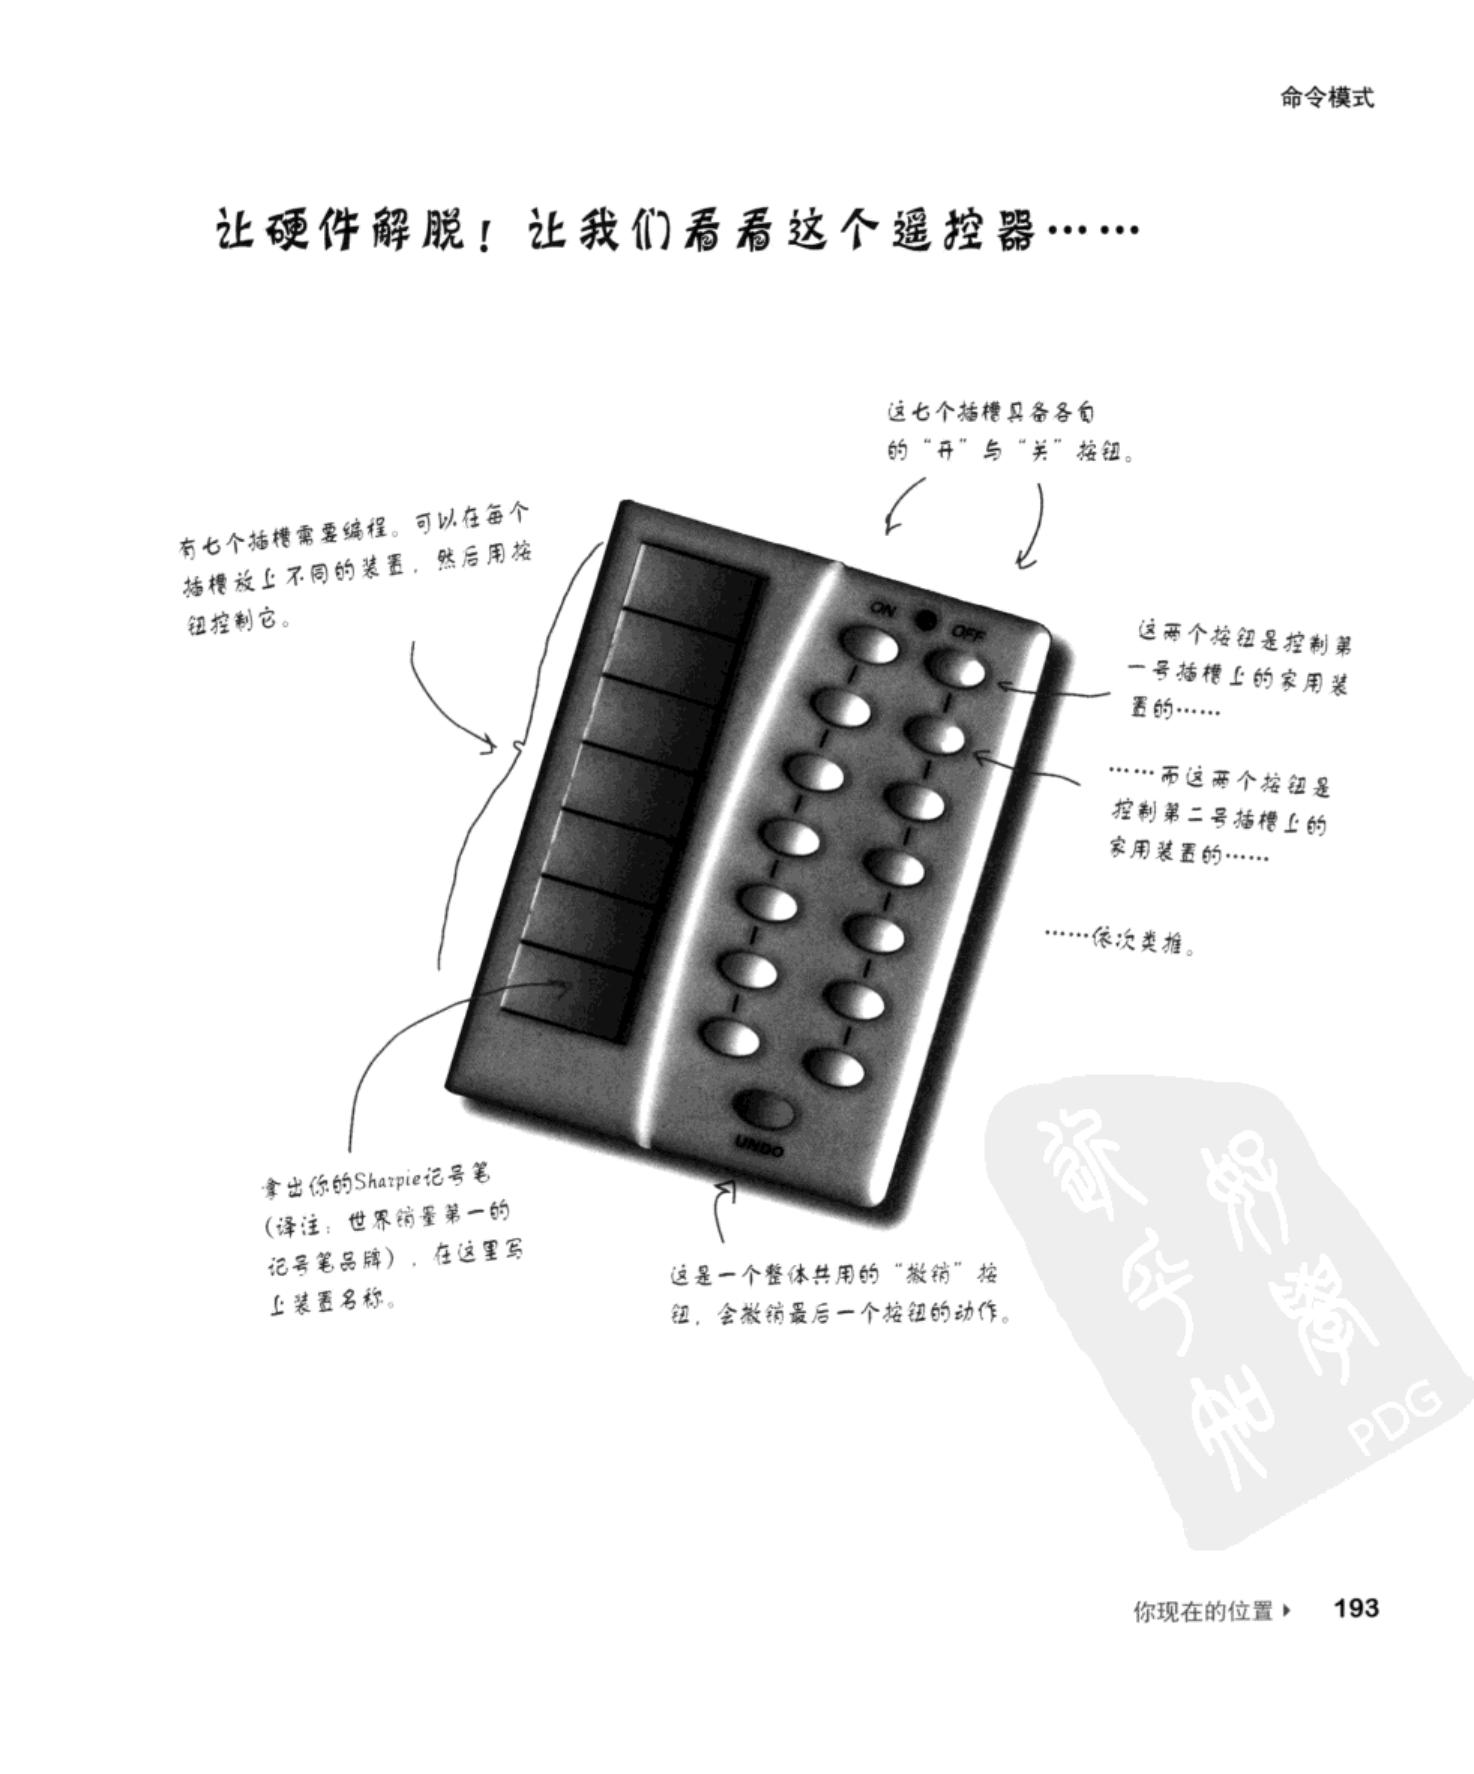 命令模式
让硬件解脱！让我们看看这个遥控器……
这七个插槽具备各自
的“开”与“关”按钮。
有七个插槽需要编程。可以在每个
插槽放上不同的装置，然后用按
钮控制它。
ON
OFF
这两个按钮是控制第
一号插槽上的家用装
置的……
……而这两个按钮是
控制第二号插槽上的
家用装置的……
……依次类推。
UNDO
拿出你的Sharpie记号笔
(译注：世界销量第一的
记号笔品牌)，在这里写
上装置名称。
这是一个整体共用的“撤销”按
钮，会撤销最后一个按钮的动作。
PDG
你现在的位置
193